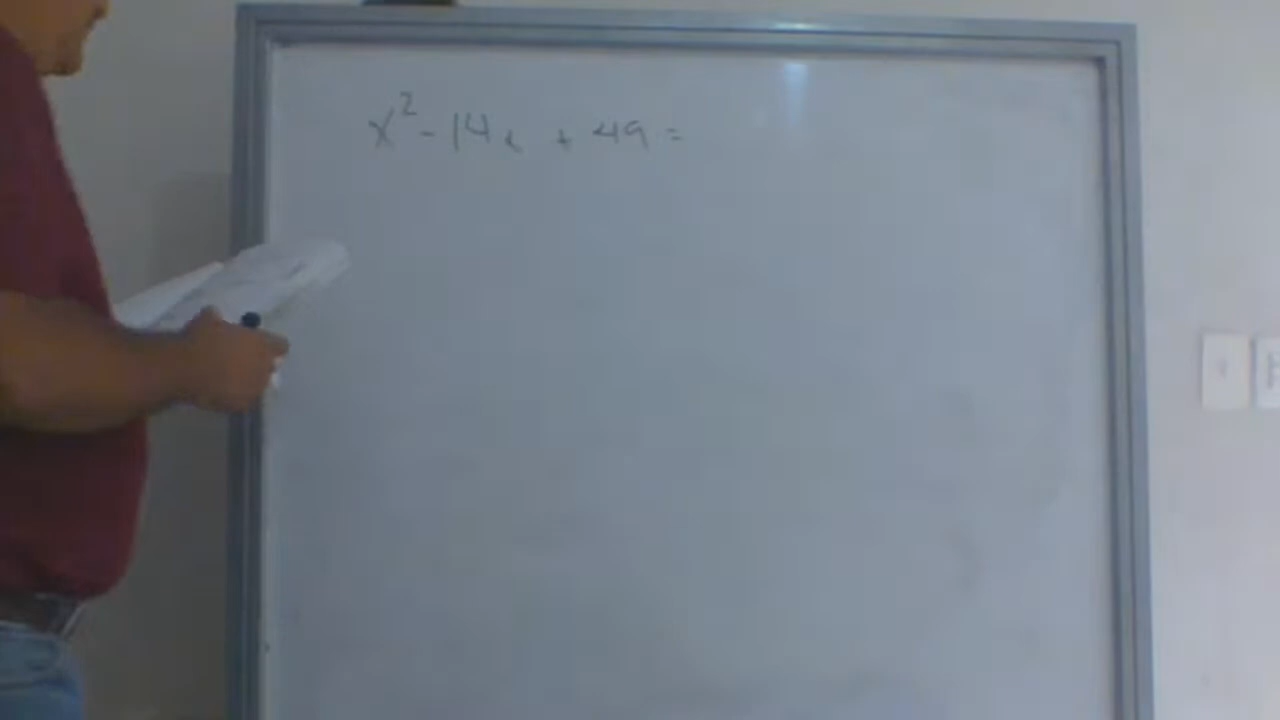 x² - 14x + 49 =